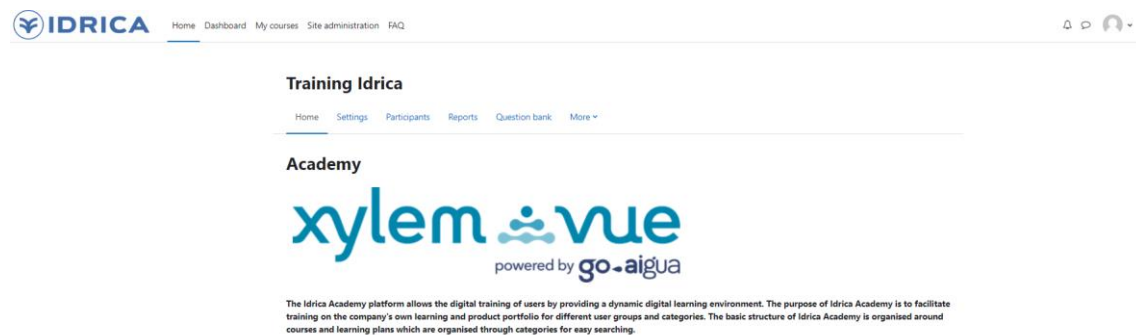 IDRICA Home Dashboard My courses Site administration FAQ
Training Idrica
Home Settings Participants Reports Question bank More
Academy
xylem vue
powered by go-aigua
The Idrica Academy platform allows the digital training of users by providing a dynamic digital learning environment. The purpose of Idrica Academy is to facilitate
training on the company's own learning and product portfolio for different user groups and categories. The basic structure of Idrica Academy is organised around
courses and learning plans which are organised through categories for easy searching.